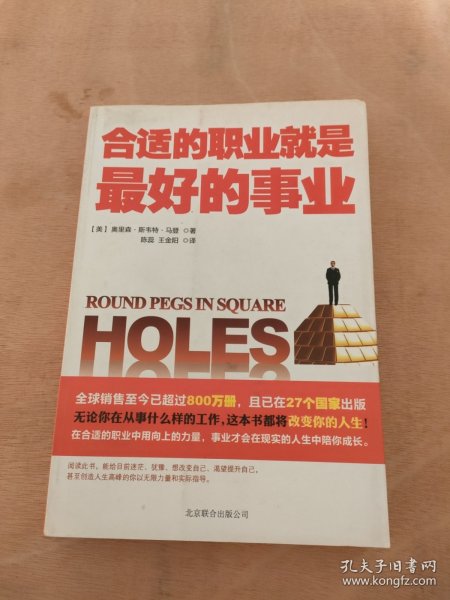 合适的职业就是
最好的事业
[美] 奥里森·斯韦特·马登 ◎著
陈蕊 王金阳 ◎译
ROUND PEGS IN SQUARE
HOLES
全球销售至今已超过800万册，且已在27个国家出版
无论你在从事什么样的工作，这本书都将改变你的人生！
在合适的职业中用向上的力量，事业才会在现实的人生中陪你成长。
阅读此书，能给目前迷茫、犹豫、想改变自己、渴望提升自己，
甚至创造人生高峰的你以无限力量和实际指导。
北京联合出版公司
孔夫子旧书网
www.kongfz.com